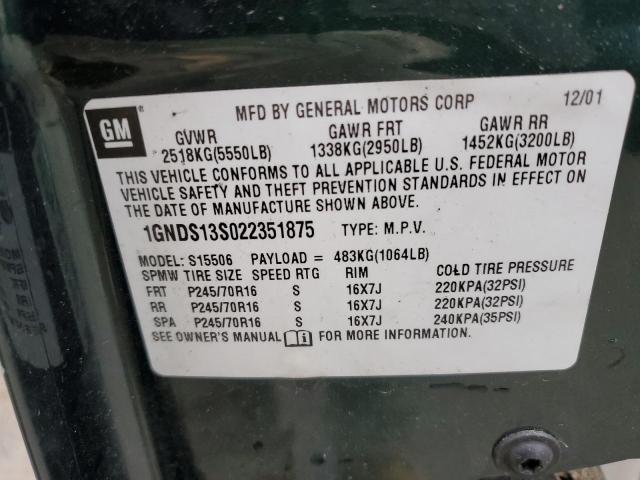 GM
MFD BY GENERAL MOTORS CORP 12/01
GVWR GAWR FRT GAWR RR
2518KG(5550LB) 1338KG(2950LB) 1452KG(3200LB)
THIS VEHICLE CONFORMS TO ALL APPLICABLE U.S. FEDERAL MOTOR
VEHICLE SAFETY AND THEFT PREVENTION STANDARDS IN EFFECT ON
THE DATE OF MANUFACTURE SHOWN ABOVE.
1GNDS13S022351875 TYPE: M.P.V.
MODEL: S15506 PAYLOAD = 483KG(1064LB)
SPMW TIRE SIZE SPEED RTG RIM COLD TIRE PRESSURE
FRT P245/70R16 S 16X7J 220KPA(32PSI)
RR P245/70R16 S 16X7J 220KPA(32PSI)
SPA P245/70R16 S 16X7J 240KPA(35PSI)
SEE OWNER'S MANUAL FOR MORE INFORMATION.